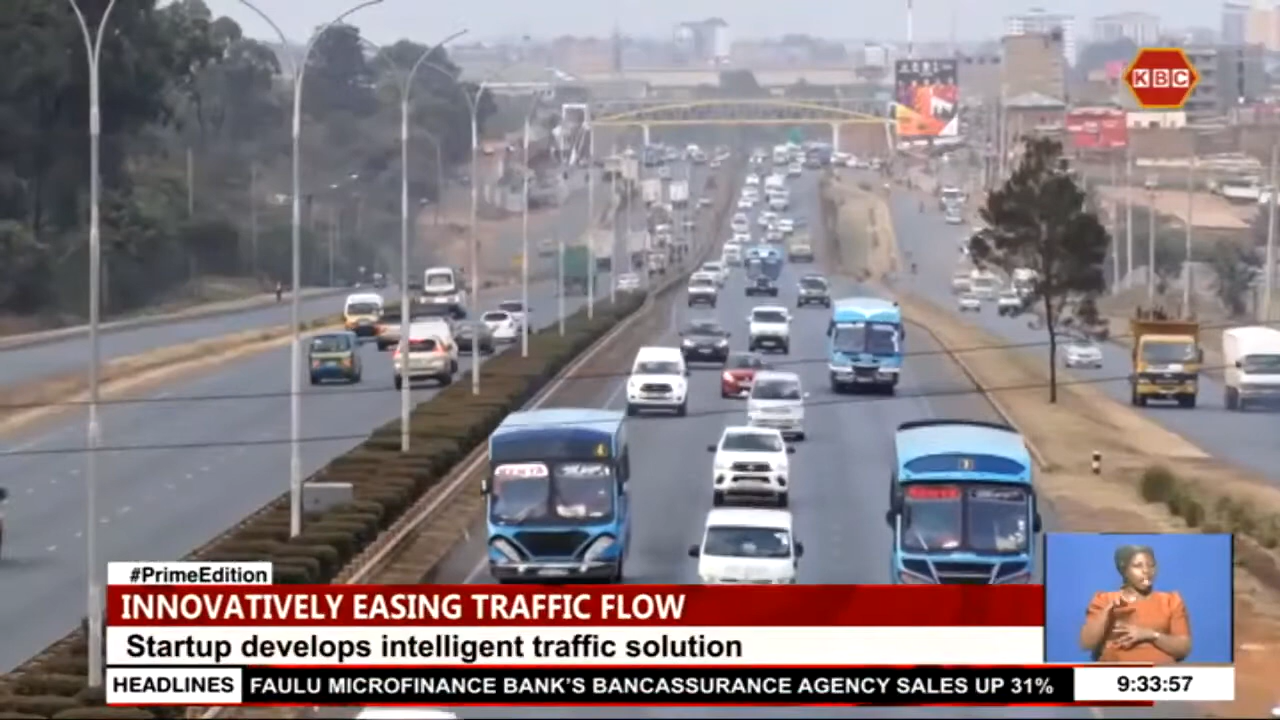 KBC
KENYA
#PrimeEdition
INNOVATIVELY EASING TRAFFIC FLOW
Startup develops intelligent traffic solution
HEADLINES FAULU MICROFINANCE BANK'S BANCASSURANCE AGENCY SALES UP 31% 9:33:57